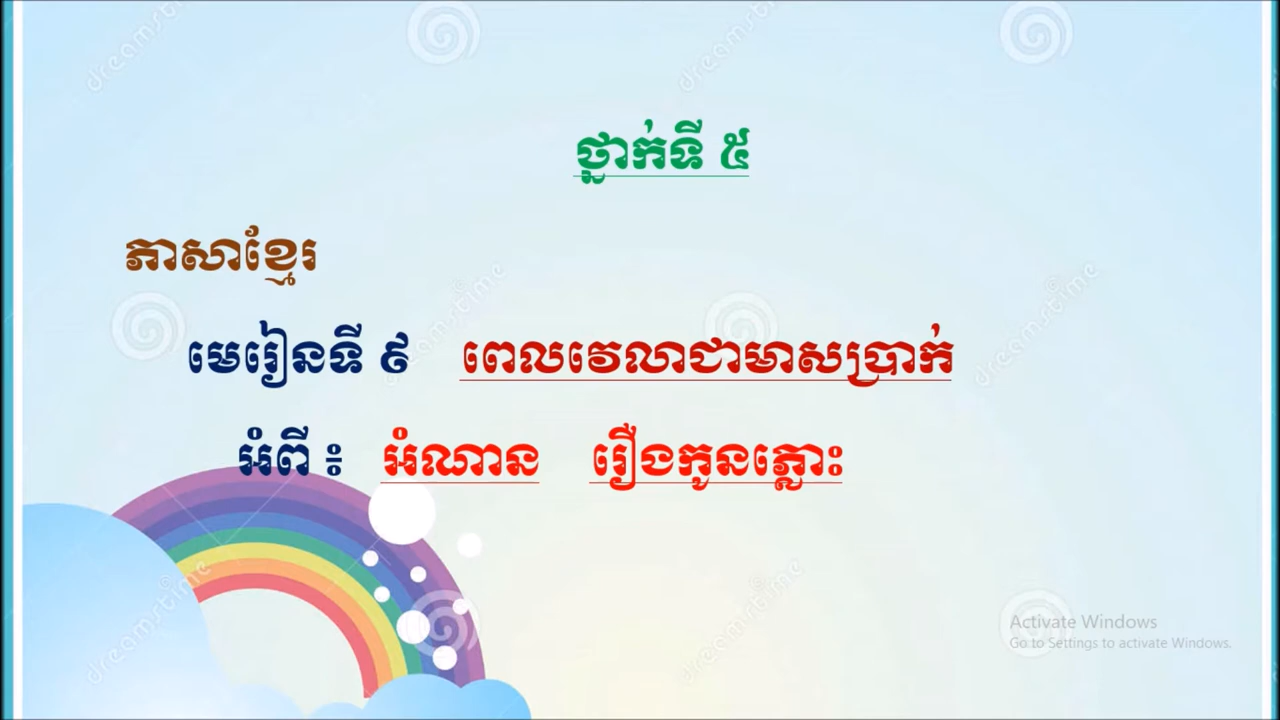 ថ្នាក់ទី ៥
ភាសាខ្មែរ
មេរៀនទី ៩ ពេលវេលាជាមាសប្រាក់
អំពី ៖ អំណាន រឿងកូនភ្លោះ
Activate Windows
Go to Settings to activate Windows.
dreamstime